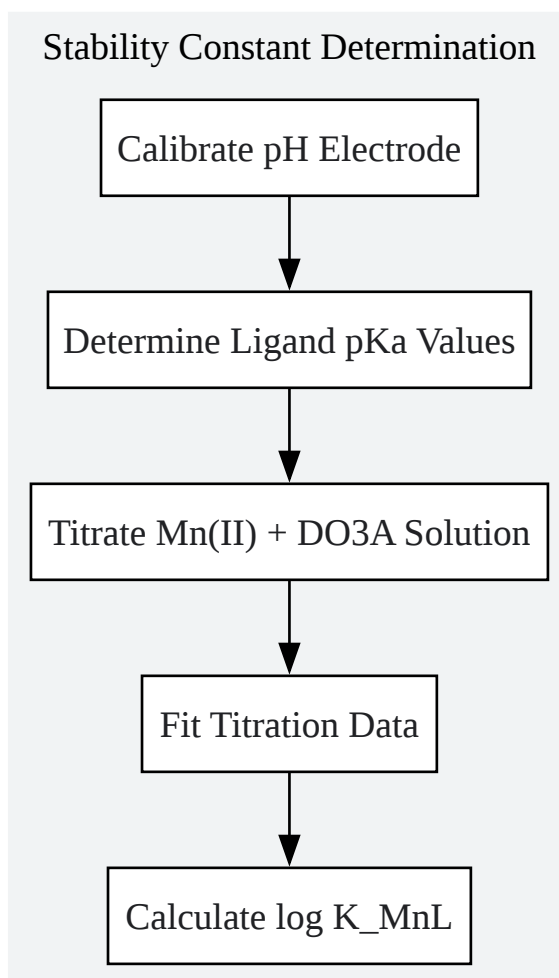 Stability Constant Determination
Calibrate pH Electrode
Determine Ligand pKa Values
Titrate Mn(II) + DO3A Solution
Fit Titration Data
Calculate log K_MnL